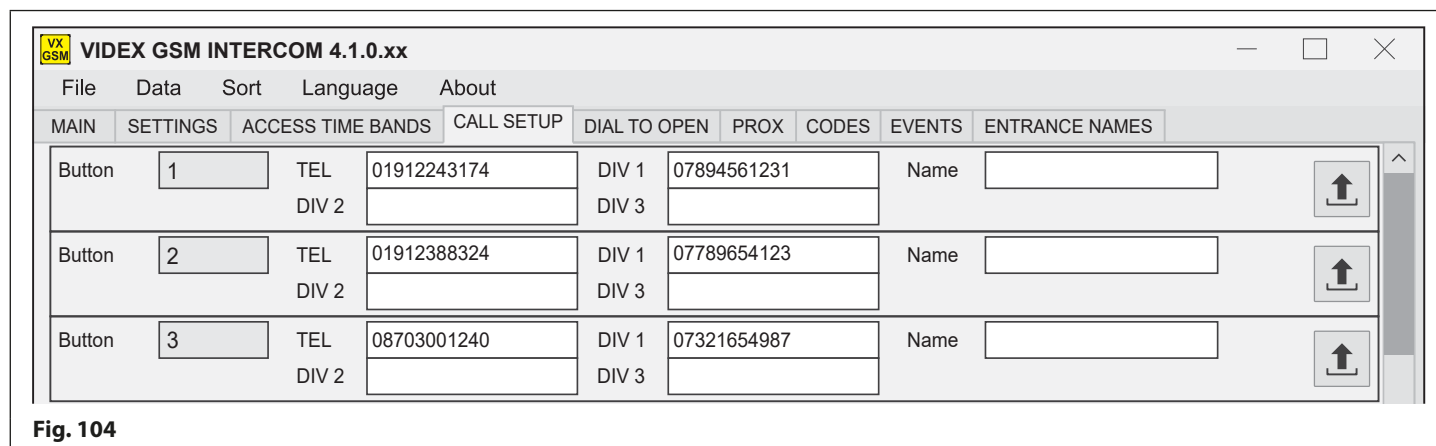 VX GSM VIDEX GSM INTERCOM 4.1.0.xx
File Data Sort Language About
MAIN SETTINGS ACCESS TIME BANDS CALL SETUP DIAL TO OPEN PROX CODES EVENTS ENTRANCE NAMES
Button 1 TEL 01912243174 DIV 1 07894561231 Name
DIV 2 DIV 3
Button 2 TEL 01912388324 DIV 1 07789654123 Name
DIV 2 DIV 3
Button 3 TEL 08703001240 DIV 1 07321654987 Name
DIV 2 DIV 3
Fig. 104